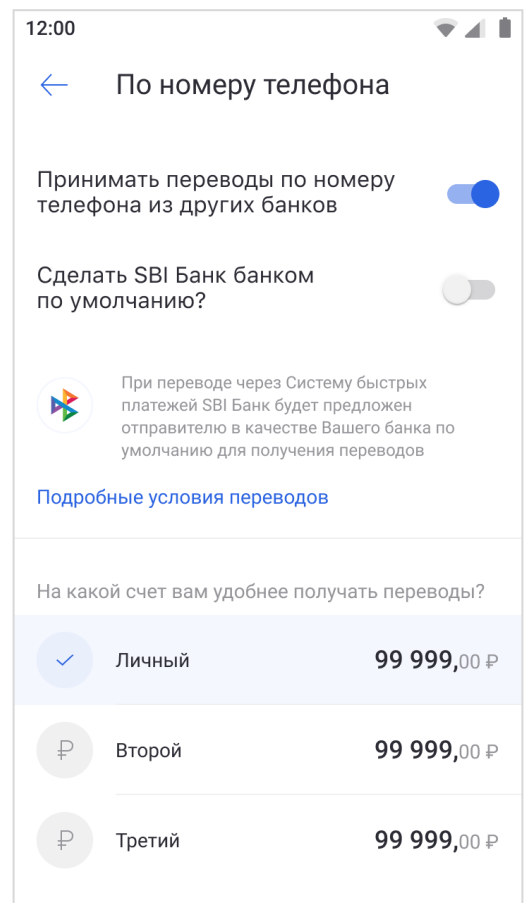 12:00
По номеру телефона
Принимать переводы по номеру
телефона из других банков
Сделать SBI Банк банком
по умолчанию?
При переводе через Систему быстрых
платежей SBI Банк будет предложен
отправителю в качестве Вашего банка по
умолчанию для получения переводов
Подробные условия переводов
На какой счет вам удобнее получать переводы?
Личный 99 999,00 ₽
₽ Второй 99 999,00 ₽
₽ Третий 99 999,00 ₽